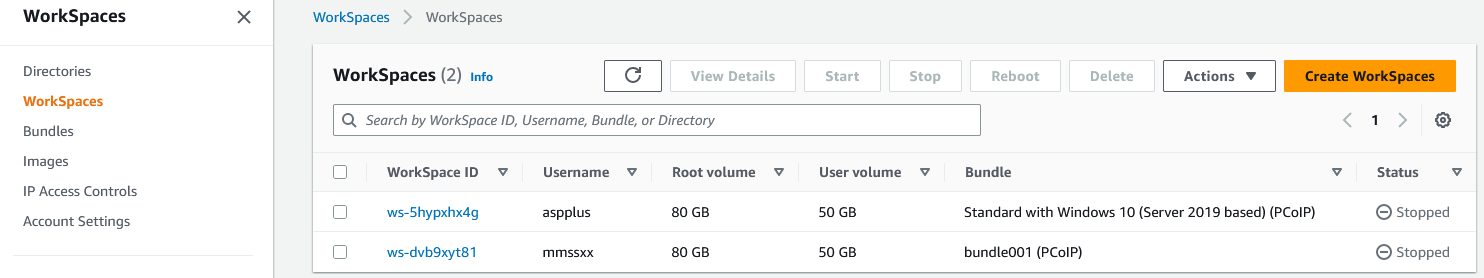 WorkSpaces
Directories
WorkSpaces
Bundles
Images
IP Access Controls
Account Settings
WorkSpaces WorkSpaces
WorkSpaces (2) Info View Details Start Stop Reboot Delete Actions Create WorkSpaces
Search by WorkSpace ID, Username, Bundle, or Directory 1
WorkSpace ID Username Root volume User volume Bundle Status
ws-5hypxhx4g aspplus 80 GB 50 GB Standard with Windows 10 (Server 2019 based) (PCoIP) Stopped
ws-dvb9xyt81 mmssxx 80 GB 50 GB bundle001 (PCoIP) Stopped